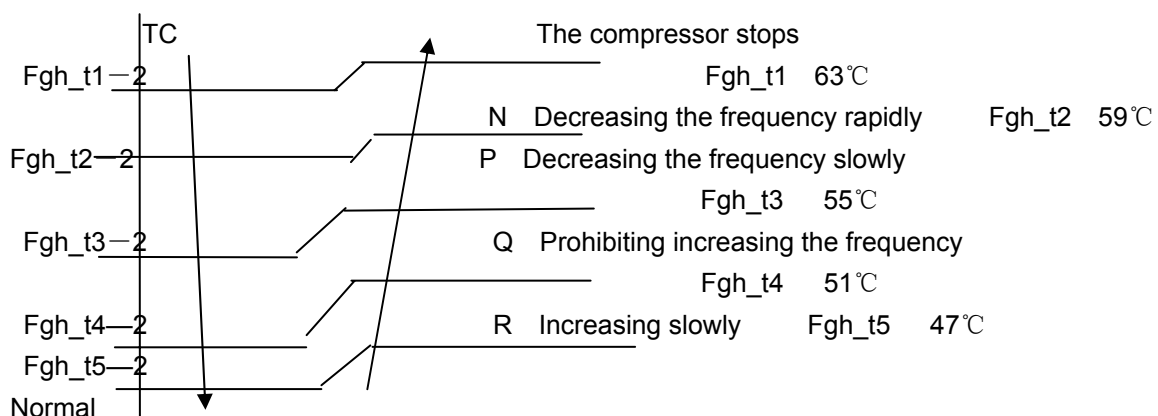 TC The compressor stops
Fgh_t1－2 Fgh_t1 63℃
N Decreasing the frequency rapidly Fgh_t2 59℃
Fgh_t2－2 P Decreasing the frequency slowly
Fgh_t3 55℃
Fgh_t3－2 Q Prohibiting increasing the frequency
Fgh_t4 51℃
Fgh_t4—2 R Increasing slowly Fgh_t5 47℃
Fgh_t5—2
Normal